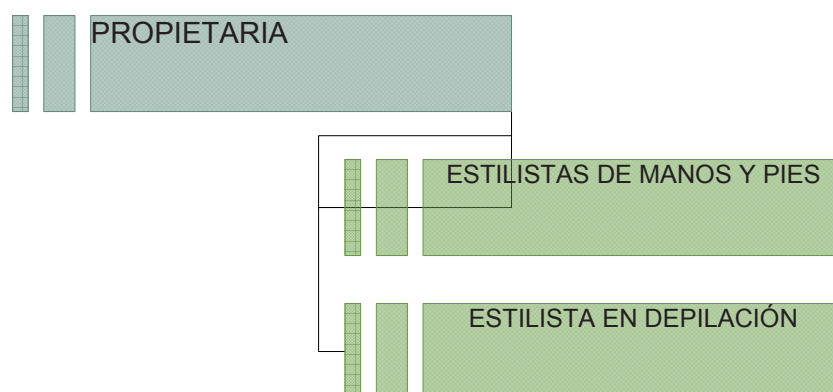 PROPIETARIA
ESTILISTAS DE MANOS Y PIES
ESTILISTA EN DEPILACIÓN